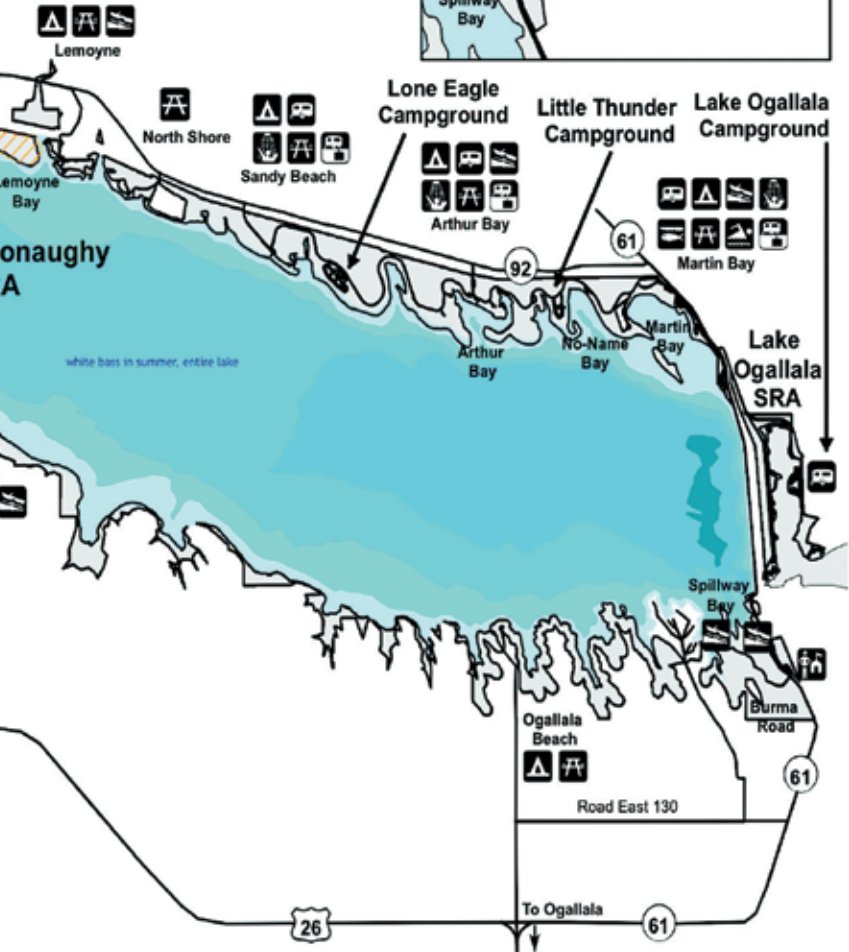 Spillway
Bay
Lemoyne
North Shore
Sandy Beach
Lone Eagle
Campground
Arthur Bay
Little Thunder
Campground
Lake Ogallala
Campground
61
Martin Bay
92
Lemoyne
Bay
onaughy
A
white bass in summer, entire lake
Arthur
Bay
No-Name
Bay
Martin
Bay
Lake
Ogallala
SRA
Spillway
Bay
Burma
Road
Ogallala
Beach
61
Road East 130
To Ogallala
26
61